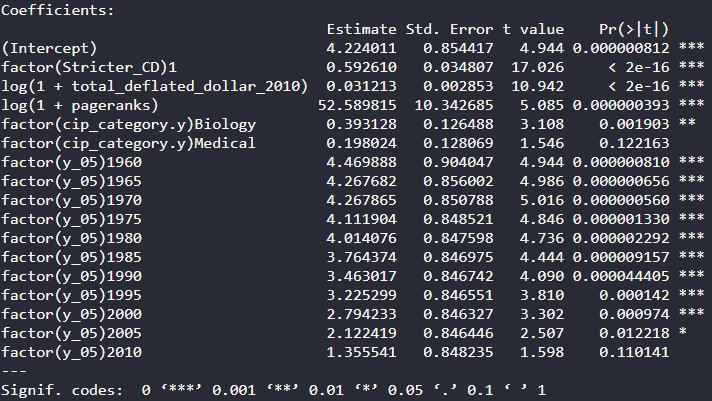 Coefficients:
Estimate Std. Error t value Pr(>|t|)
(Intercept) 4.224011 0.854417 4.944 0.000000812 ***
factor(Stricter_CD)1 0.592610 0.034807 17.026 < 2e-16 ***
log(1 + total_deflated_dollar_2010) 0.031213 0.002853 10.942 < 2e-16 ***
log(1 + pageranks) 52.589815 10.342685 5.085 0.000000393 ***
factor(cip_category.y)Biology 0.393128 0.126488 3.108 0.001903 **
factor(cip_category.y)Medical 0.198024 0.128069 1.546 0.122163
factor(y_05)1960 4.469888 0.904047 4.944 0.000000810 ***
factor(y_05)1965 4.267682 0.856002 4.986 0.000000656 ***
factor(y_05)1970 4.267865 0.850788 5.016 0.000000560 ***
factor(y_05)1975 4.111904 0.848521 4.846 0.000001330 ***
factor(y_05)1980 4.014076 0.847598 4.736 0.000002292 ***
factor(y_05)1985 3.764374 0.846975 4.444 0.000009157 ***
factor(y_05)1990 3.463017 0.846742 4.090 0.000044405 ***
factor(y_05)1995 3.225299 0.846551 3.810 0.000142 ***
factor(y_05)2000 2.794233 0.846327 3.302 0.000974 ***
factor(y_05)2005 2.122419 0.846446 2.507 0.012218 *
factor(y_05)2010 1.355541 0.848235 1.598 0.110141
---
Signif. codes: 0 ‘***’ 0.001 ‘**’ 0.01 ‘*’ 0.05 ‘.’ 0.1 ‘ ’ 1